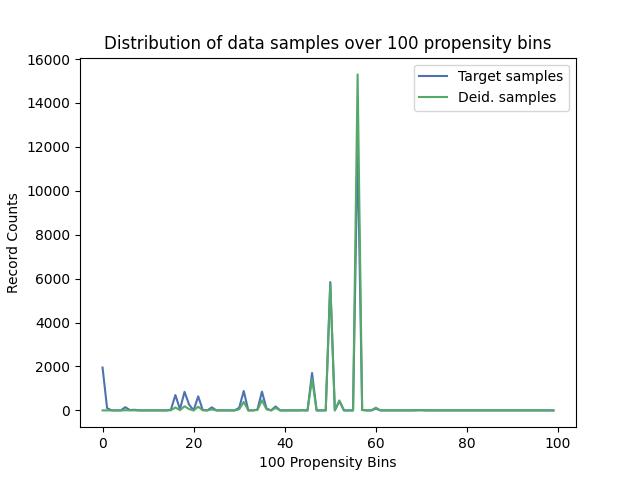 Distribution of data samples over 100 propensity bins
Target samples
Deid. samples
Record Counts
16000
14000
12000
10000
8000
6000
4000
2000
0
0 20 40 60 80 100
100 Propensity Bins